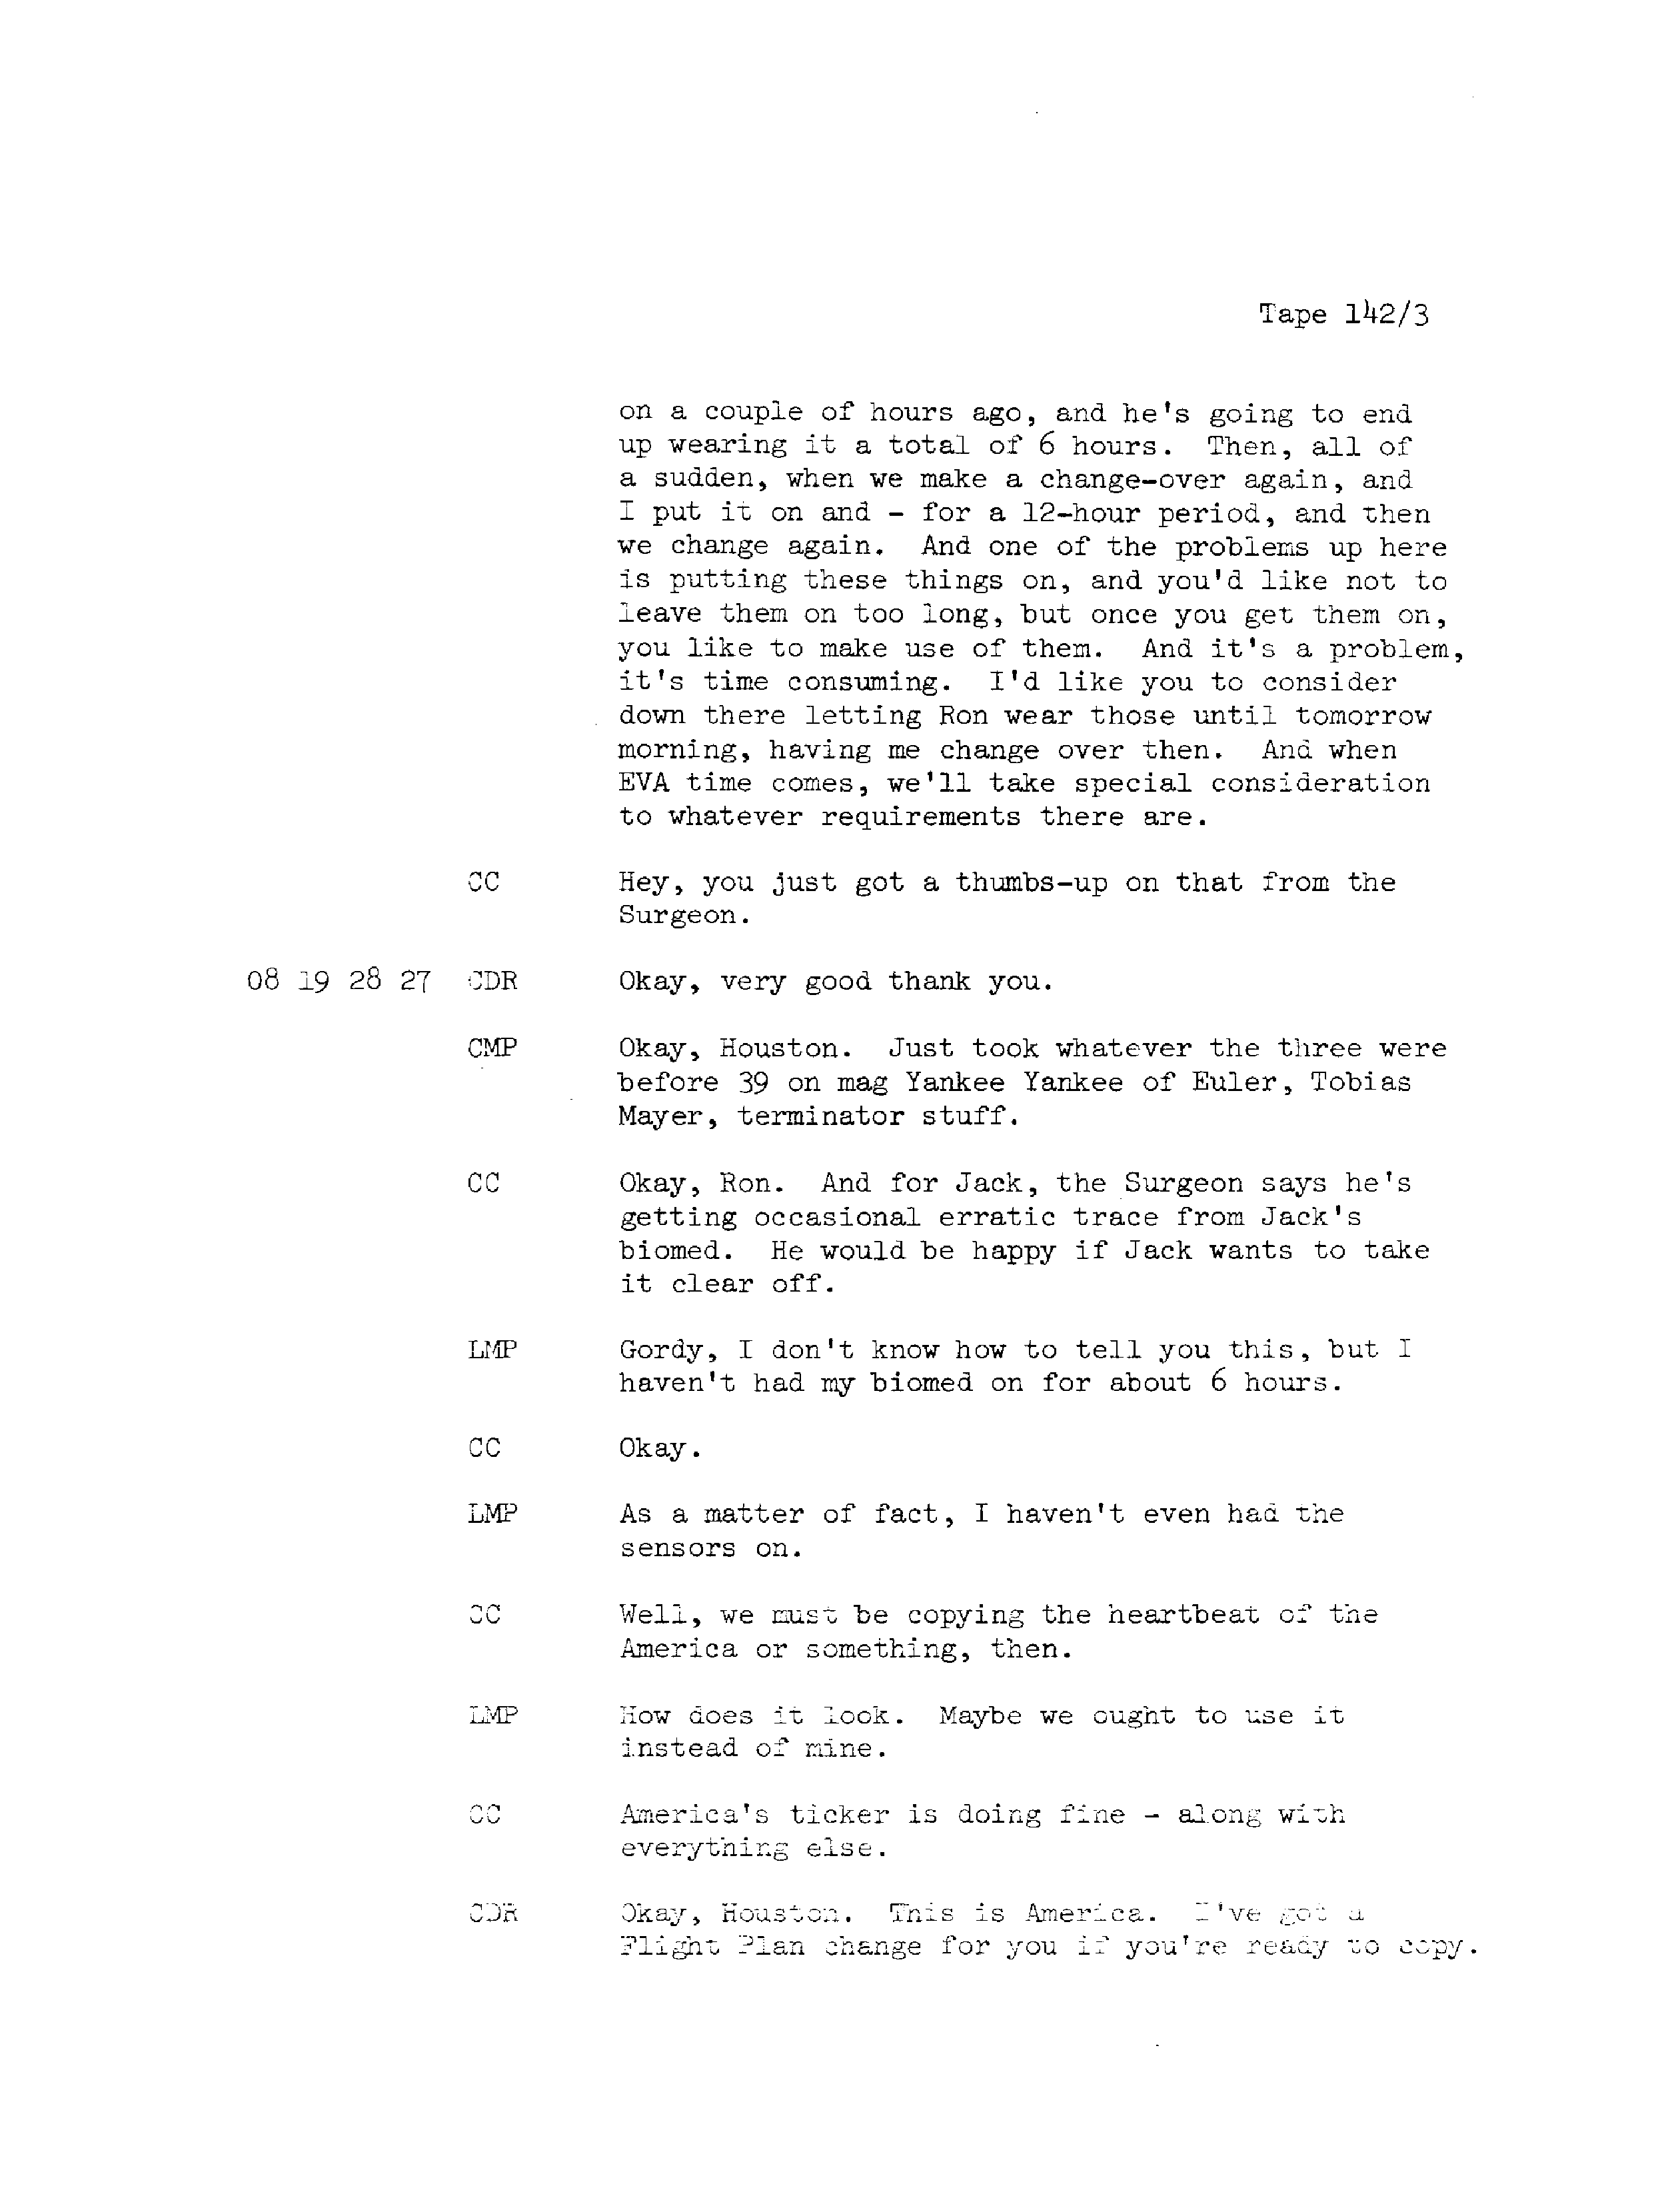 Tape 142/3
on a couple of hours ago, and he's going to end
up wearing it a total of 6 hours. Then, all of
a sudden, when we make a change-over again, and
I put it on and - for a 12-hour period, and then
we change again. And one of the problems up here
is putting these things on, and you'd like not to
leave them on too long, but once you get them on,
you like to make use of them. And it's a problem,
it's time consuming. I'd like you to consider
down there letting Ron wear those until tomorrow
morning, having me change over then. And when
EVA time comes, we'll take special consideration
to whatever requirements there are.
CC Hey, you just got a thumbs-up on that from the
Surgeon.
08 19 28 27 CDR Okay, very good thank you.
CMP Okay, Houston. Just took whatever the three were
before 39 on mag Yankee Yankee of Euler, Tobias
Mayer, terminator stuff.
CC Okay, Ron. And for Jack, the Surgeon says he's
getting occasional erratic trace from Jack's
biomed. He would be happy if Jack wants to take
it clear off.
LMP Gordy, I don't know how to tell you this, but I
haven't had my biomed on for about 6 hours.
CC Okay.
LMP As a matter of fact, I haven't even had the
sensors on.
CC Well, we must be copying the heartbeat of the
America or something, then.
LMP How does it look. Maybe we ought to use it
instead of mine.
CC America's ticker is doing fine - along with
everything else.
CDR Okay, Houston. This is America. I've got a
Flight Plan change for you if you're ready to copy.